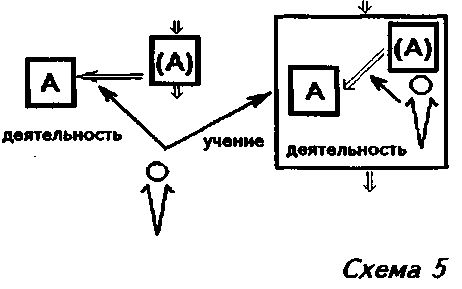 (А)
А
(А)
А
деятельность
учение
деятельность
Схема 5